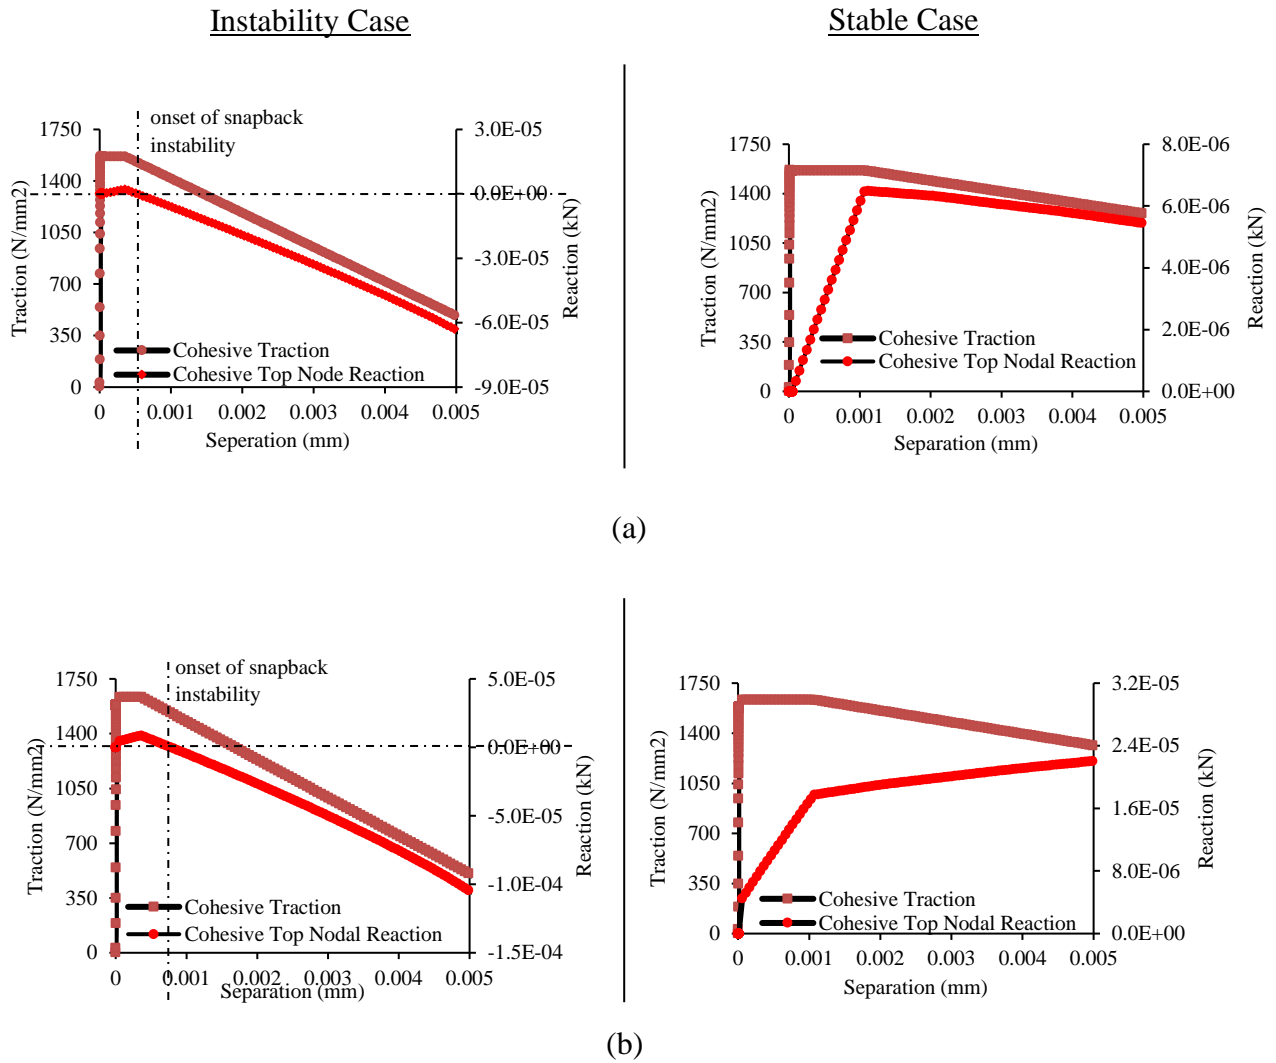 Instability Case
Stable Case
onset of snapback
instability
1750
1400
1050
700
350
0
Traction (N/mm2)
3.0E-05
0.0E+00
-3.0E-05
-6.0E-05
-9.0E-05
Reaction (kN)
Cohesive Traction
Cohesive Top Node Reaction
0 0.001 0.002 0.003 0.004 0.005
Seperation (mm)
1750
1400
1050
700
350
0
Traction (N/mm2)
8.0E-06
6.0E-06
4.0E-06
2.0E-06
0.0E+00
Reaction (kN)
Cohesive Traction
Cohesive Top Nodal Reaction
0 0.001 0.002 0.003 0.004 0.005
Separation (mm)
(a)
onset of snapback
instability
1750
1400
1050
700
350
0
Traction (N/mm2)
5.0E-05
0.0E+00
-5.0E-05
-1.0E-04
-1.5E-04
Reaction (kN)
Cohesive Traction
Cohesive Top Nodal Reaction
0 0.001 0.002 0.003 0.004 0.005
Separation (mm)
1750
1400
1050
700
350
0
Traction (N/mm2)
3.2E-05
2.4E-05
1.6E-05
8.0E-06
0.0E+00
Reaction (kN)
Cohesive Traction
Cohesive Top Nodal Reaction
0 0.001 0.002 0.003 0.004 0.005
Separation (mm)
(b)